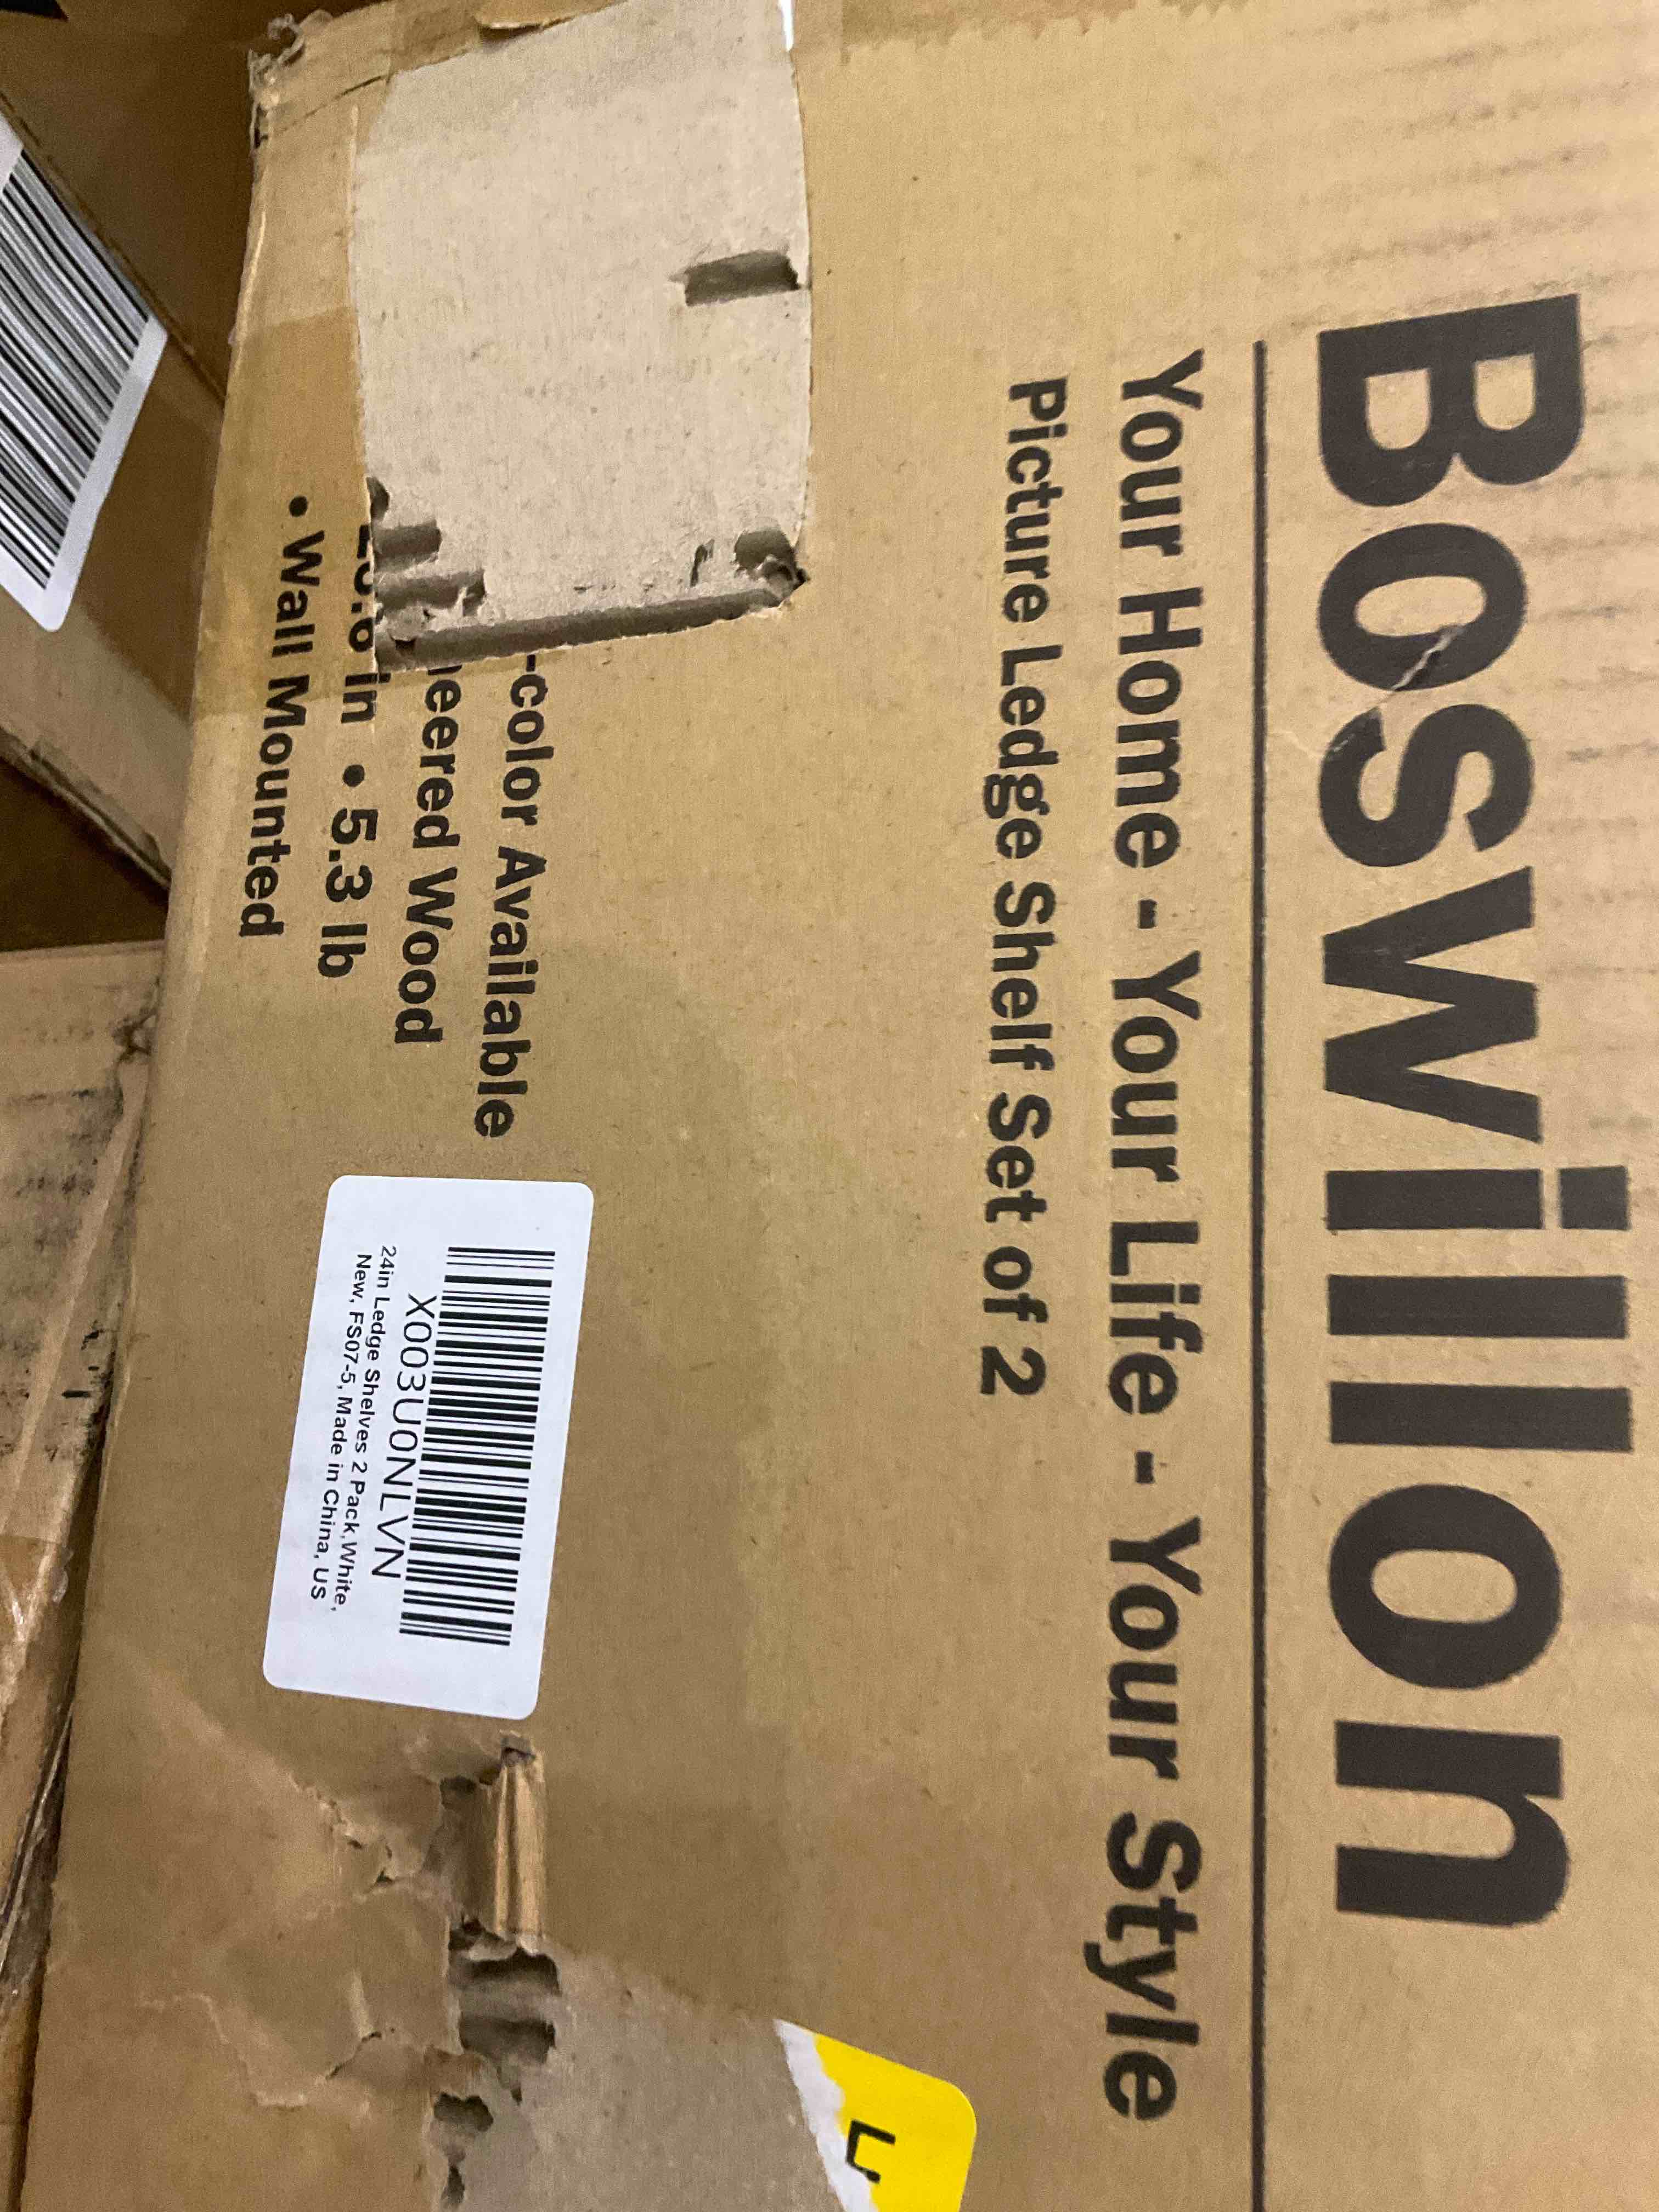 Boswillon
Your Home - Your Life - Your Style
Picture Ledge Shelf Set of 2
-color Available
Wood
in • 5.3 lb
• Wall Mounted
X003U0NLVN
24in Ledge Shelves 2 Pack,White,
New, FS07-5, Made in China, US